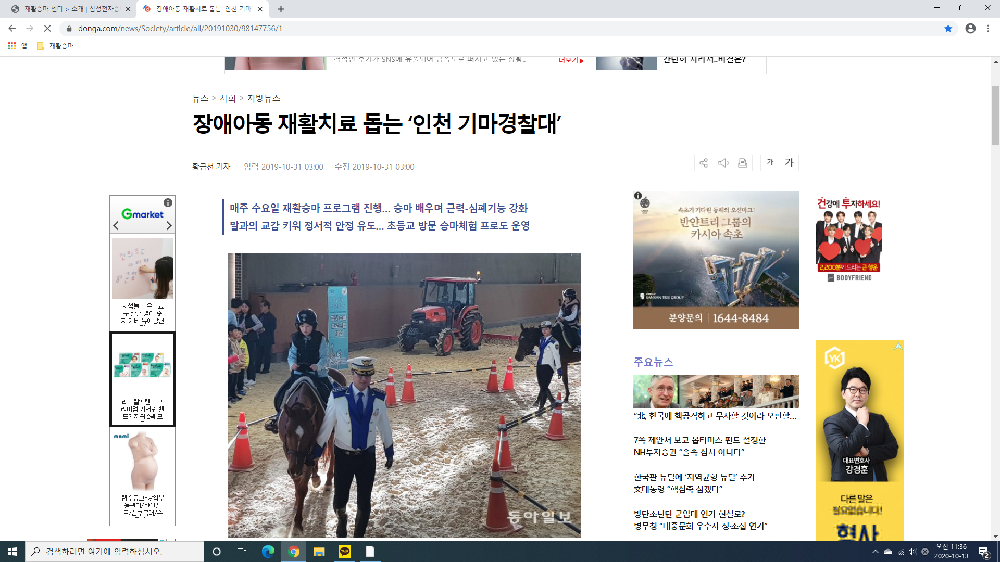 재활승마 센터 > 소개 | 삼성전자승
장애아동 재활치료 돕는 ‘인천 기마
donga.com/news/Society/article/all/20191030/98147756/1
앱
재활승마
격적인 후기가 SNS에 유출되어 급속도로 퍼지고 있는 상황..
더보기▶
간단히 사라져..비결은?
뉴스 > 사회 > 지방뉴스
장애아동 재활치료 돕는 ‘인천 기마경찰대’
황금천 기자 입력 2019-10-31 03:00 수정 2019-10-31 03:00
가 가
매주 수요일 재활승마 프로그램 진행… 승마 배우며 근력-심폐기능 강화
말과의 교감 키워 정서적 안정 유도… 초등교 방문 승마체험 프로도 운영
힐링 승마
프로그램
체험
동아일보
Gmarket
자석놀이 유아교
구 한글 영어 숫
자 가베 유아장난
라스칼프렌즈 프
리미엄 기저귀 밴
드기저귀 2팩 모
mami
랩수유브라/임부
용팬티/산전벨
트/산후복대/수
속초가 기다린 동해의 오션마크!
반얀트리 그룹의
카시아 속초
BANYAN TREE GROUP
분양문의 | 1644-8484
주요뉴스
“北, 한국에 핵공격하고 무사할 것이라 오판할…
7쪽 제안서 보고 옵티머스 펀드 설정한
NH투자증권 “졸속 심사 아니다”
한국판 뉴딜에 ‘지역균형 뉴딜’ 추가
文대통령 “핵심축 삼겠다”
방탄소년단 군입대 연기 현실로?
병무청 “대중문화 우수자 징·소집 연기”
건강에 투자하세요!
2,200분께 드리는 큰 행운
BODYFRIEND
YK
대표변호사
강경훈
다른 말은
필요없습니다!
형사
검색하려면 여기에 입력하십시오.
TALK
오전 11:36
2020-10-13
2